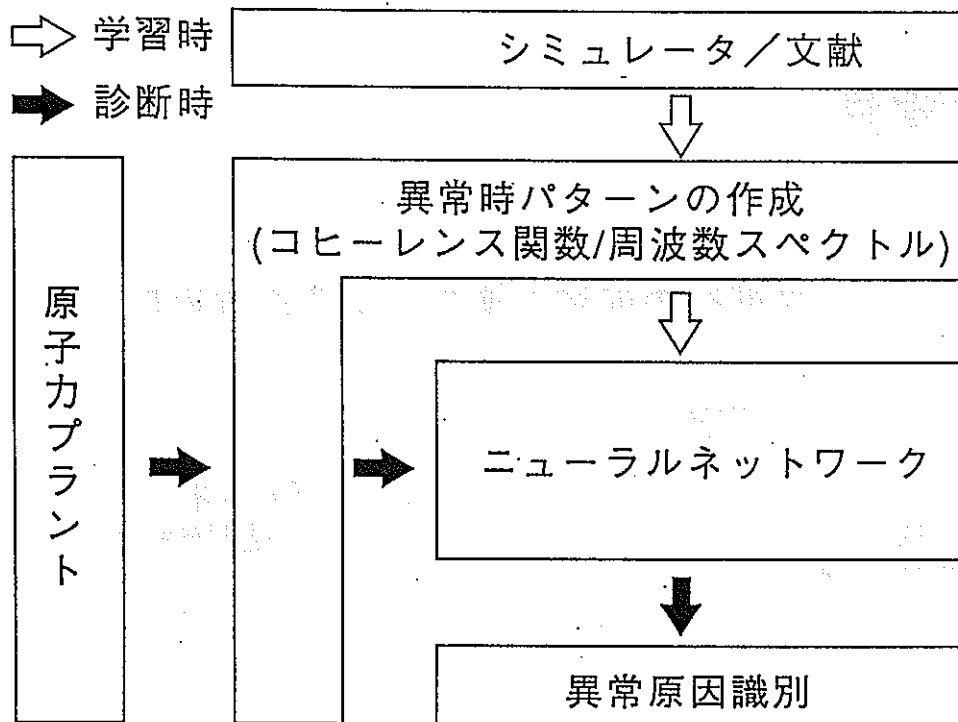 学習時
診断時
シミュレータ／文献
異常時パターンの作成
(コヒーレンス関数/周波数スペクトル)
原子力プラント
ニューラルネットワーク
異常原因識別